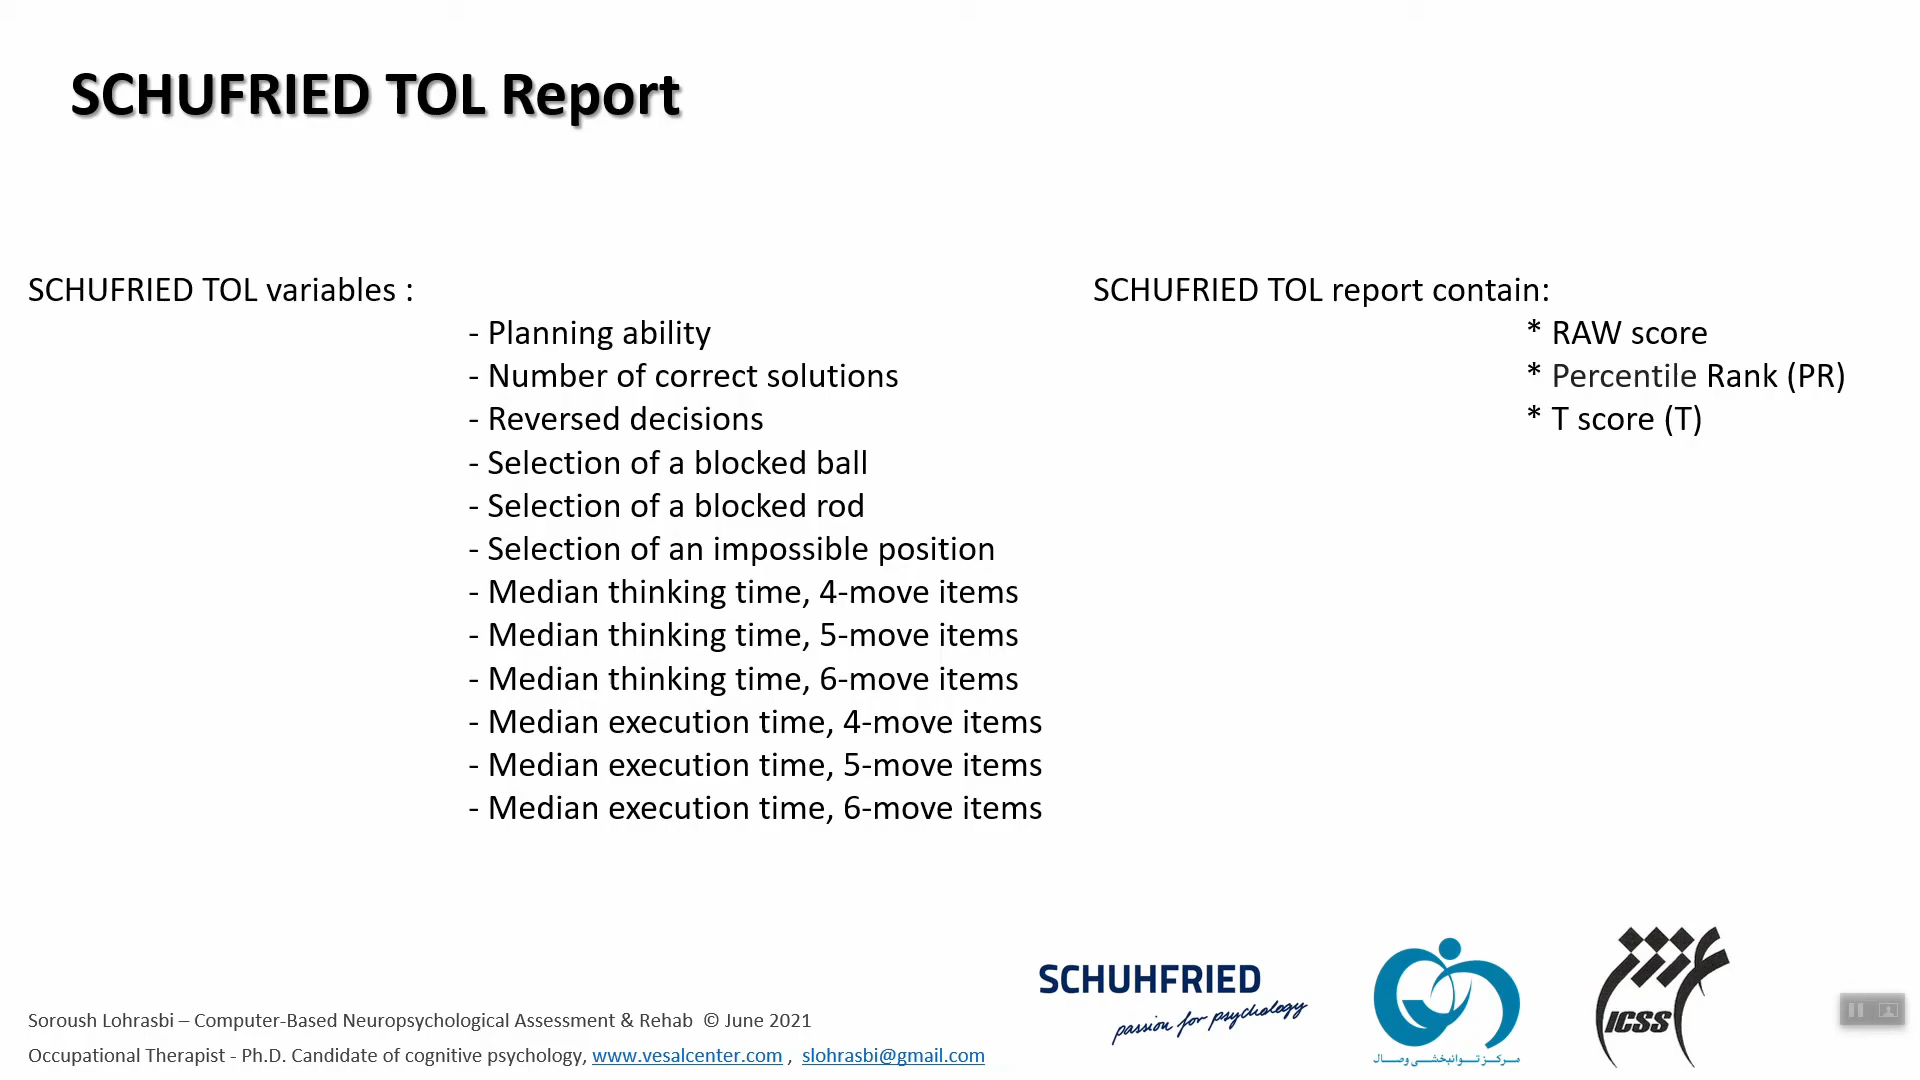 SCHUFRIED TOL Report
SCHUFRIED TOL variables :
- Planning ability
- Number of correct solutions
- Reversed decisions
- Selection of a blocked ball
- Selection of a blocked rod
- Selection of an impossible position
- Median thinking time, 4-move items
- Median thinking time, 5-move items
- Median thinking time, 6-move items
- Median execution time, 4-move items
- Median execution time, 5-move items
- Median execution time, 6-move items
SCHUFRIED TOL report contain:
* RAW score
* Percentile Rank (PR)
* T score (T)
SCHUHFRIED
passion for psychology
مرکز توانبخشی وصال
ICSS
Soroush Lohrasbi – Computer-Based Neuropsychological Assessment & Rehab © June 2021
Occupational Therapist - Ph.D. Candidate of cognitive psychology, www.vesalcenter.com , slohrasbi@gmail.com